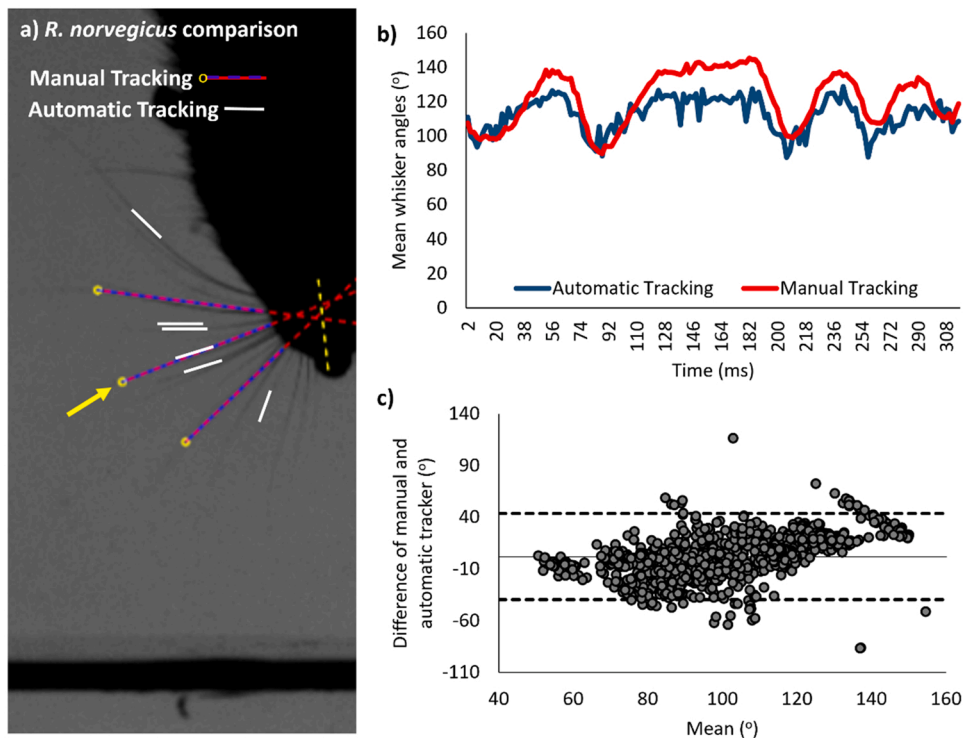 a) R. norvegicus comparison
Manual Tracking
Automatic Tracking
b)
Mean whisker angles (º)
160
140
120
100
80
60
40
20
0
Automatic Tracking Manual Tracking
2 20 38 56 74 92 110 128 146 164 182 200 218 236 254 272 290 308
Time (ms)
c)
Difference of manual and
automatic tracker (º)
140
90
40
-10
-60
-110
40 60 80 100 120 140 160
Mean (º)